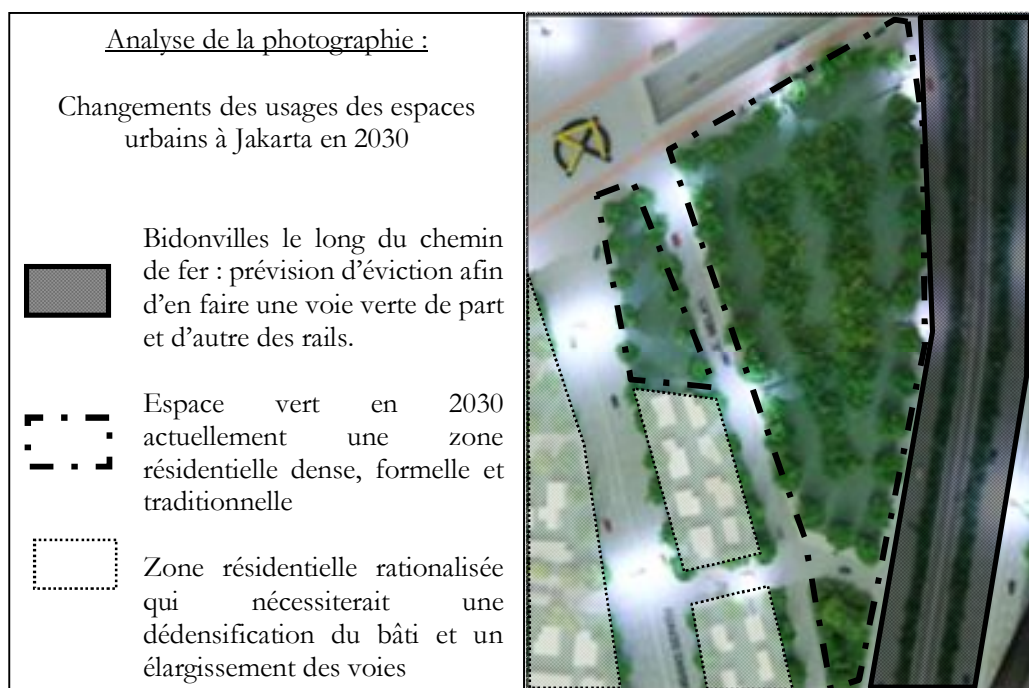 Analyse de la photographie :
Changements des usages des espaces
urbains à Jakarta en 2030
Bidonvilles le long du chemin
de fer : prévision d'éviction afin
d'en faire une voie verte de part
et d'autre des rails.
Espace vert en 2030
actuellement une zone
résidentielle dense, formelle et
traditionnelle
Zone résidentielle rationalisée
qui nécessiterait une
dédensification du bâti et un
élargissement des voies